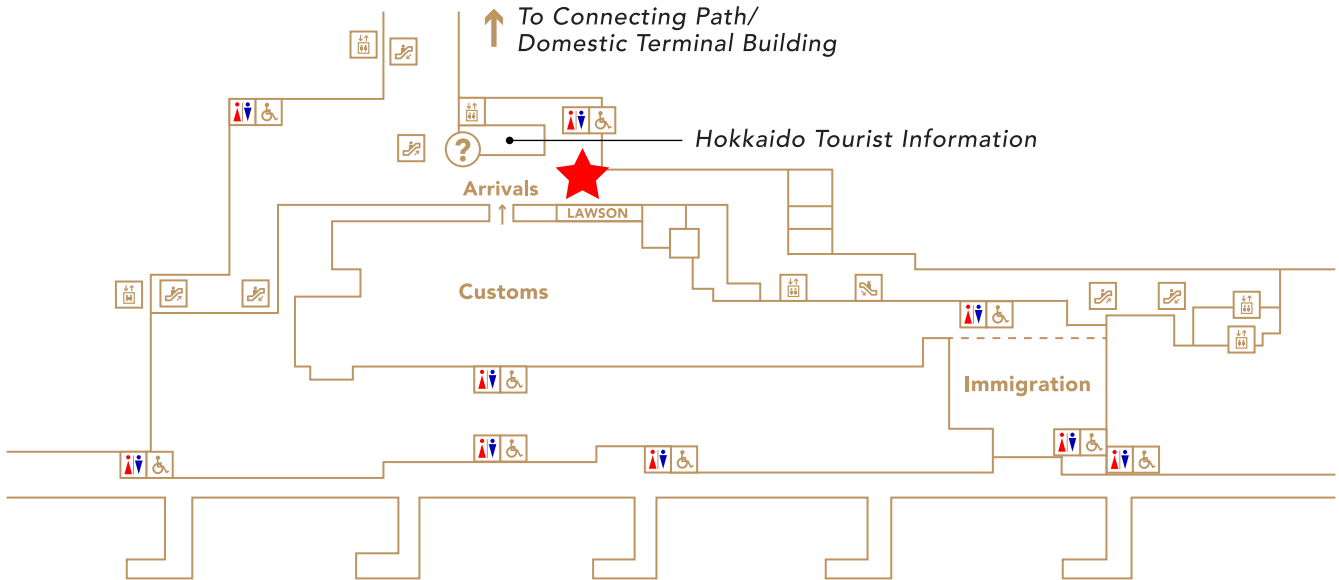 To Connecting Path/
Domestic Terminal Building
Hokkaido Tourist Information
?
Arrivals
LAWSON
Customs
Immigration